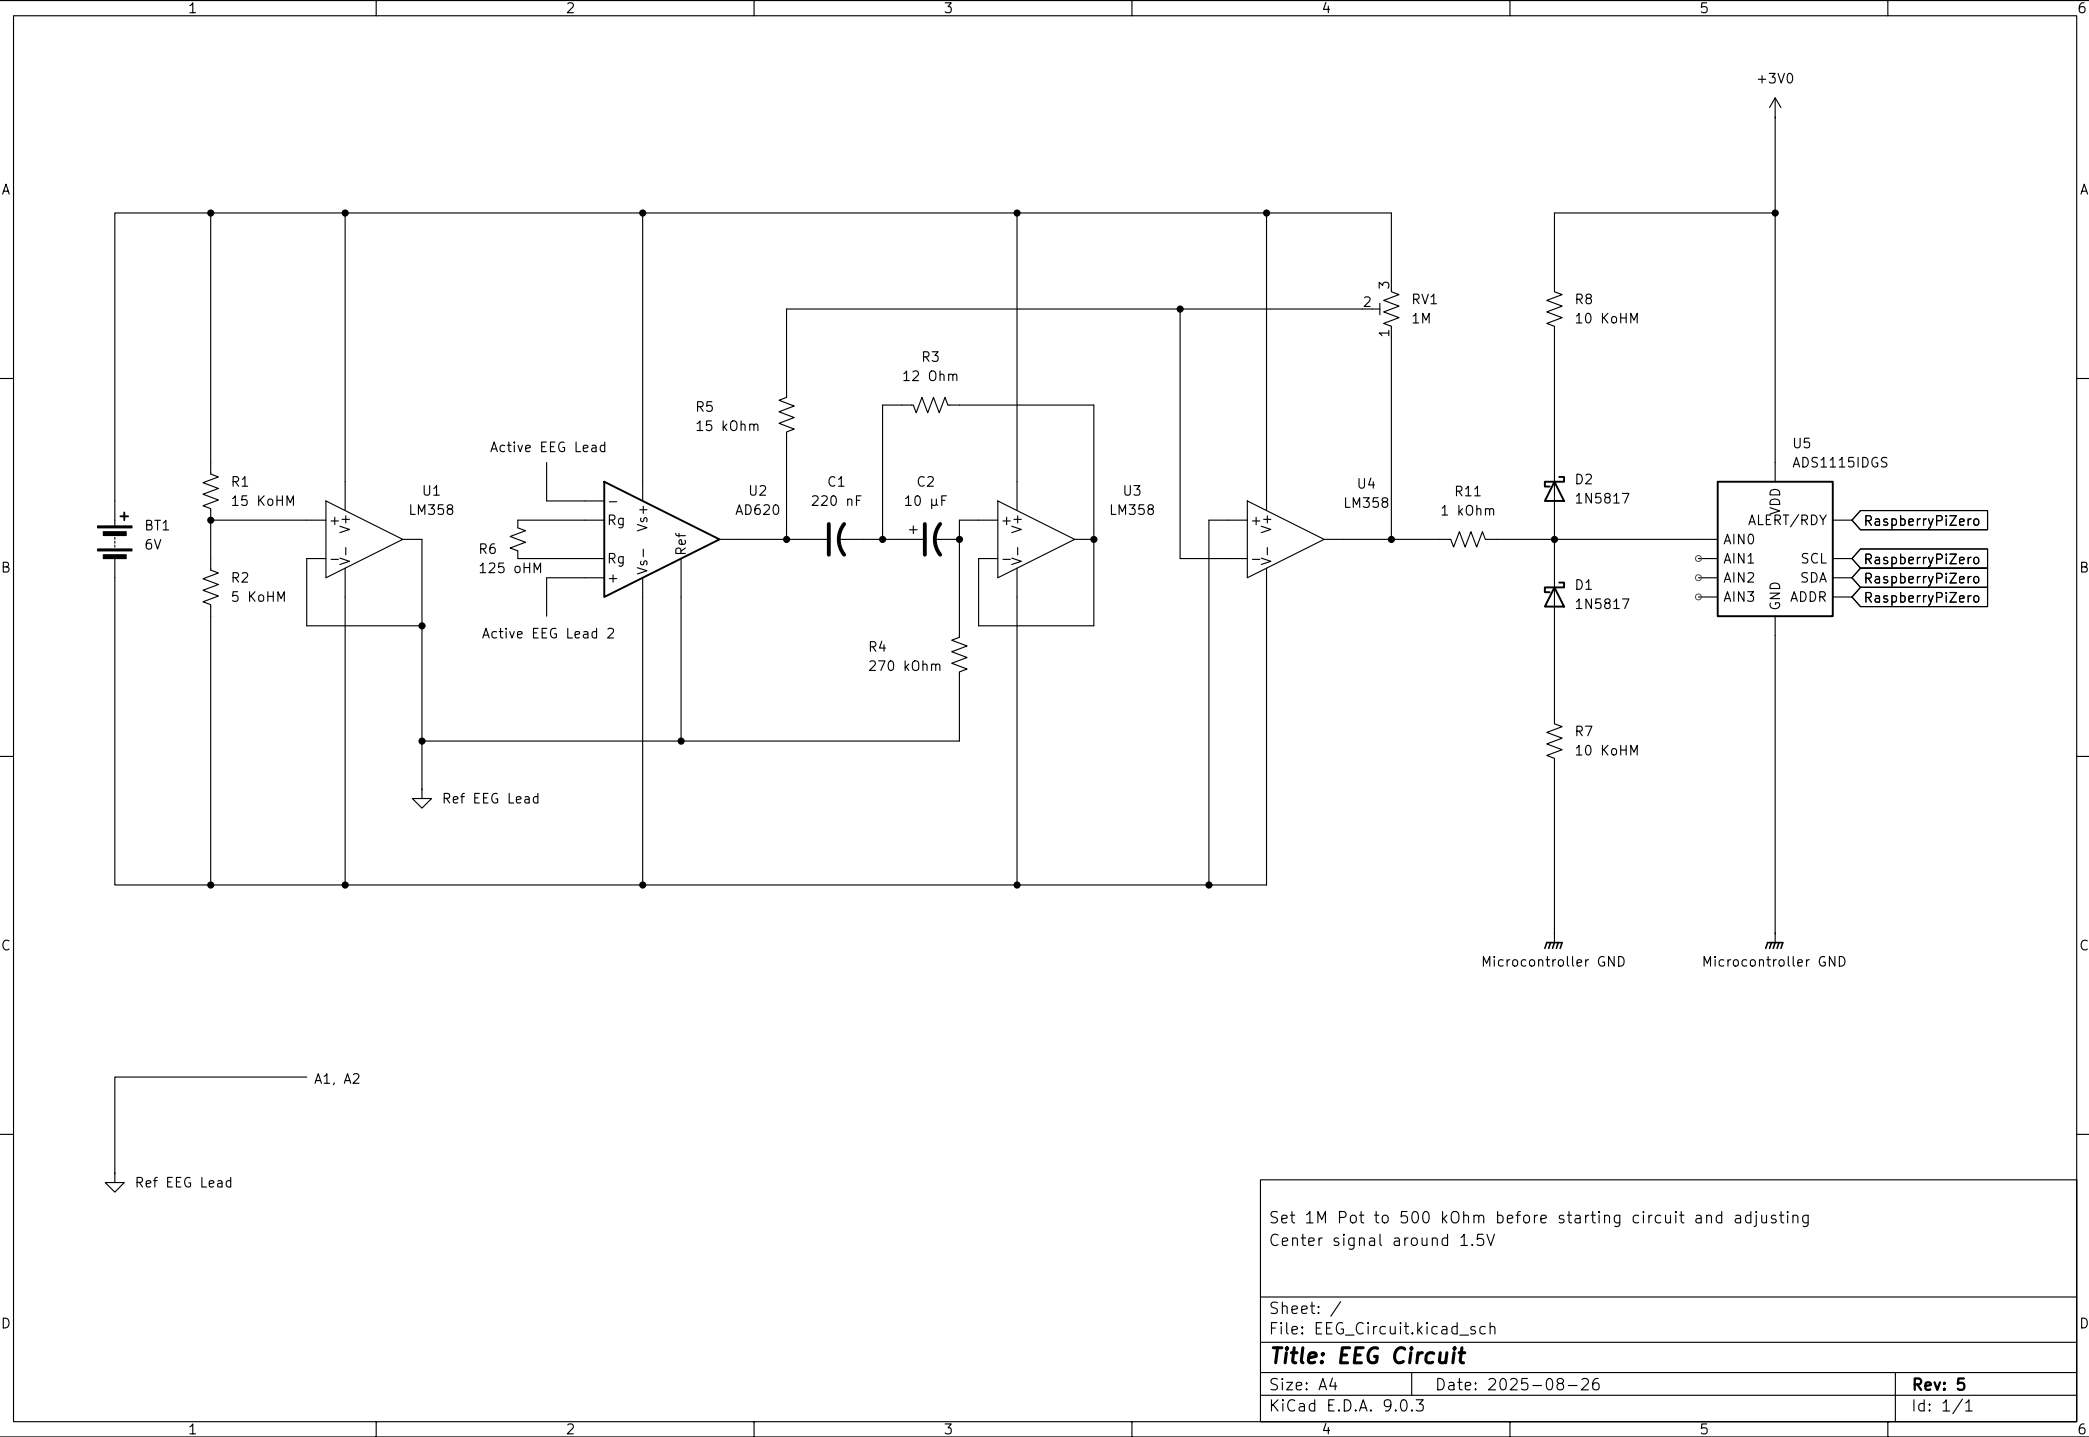 1 2 3 4 5 6
+3V0
A A
3
2
RV1
1M
1
R8
10 KoHM
R3
12 Ohm
R5
15 kOhm
Active EEG Lead
U5
ADS1115IDGS
R1
15 KoHM
U1
LM358
U2
AD620
C1
220 nF
C2
10 µF
U3
LM358
U4
LM358
R11
1 kOhm
D2
1N5817
BT1
6V
+
+
V+
−
V−
−
Rg
Rg
+
Vs+
Vs−
Ref
R6
125 oHM
+
+
V+
−
V−
+
V+
−
V−
VDD
ALERT/RDY
AIN0
AIN1
AIN2
AIN3
SCL
SDA
ADDR
GND
RaspberryPiZero
RaspberryPiZero
RaspberryPiZero
RaspberryPiZero
B B
R2
5 KoHM
D1
1N5817
Active EEG Lead 2
R4
270 kOhm
R7
10 KoHM
Ref EEG Lead
C C
Microcontroller GND
Microcontroller GND
A1, A2
Ref EEG Lead
Set 1M Pot to 500 kOhm before starting circuit and adjusting
Center signal around 1.5V
Sheet: /
File: EEG_Circuit.kicad_sch
D D
Title: EEG Circuit
Size: A4 Date: 2025-08-26 Rev: 5
KiCad E.D.A. 9.0.3 Id: 1/1
1 2 3 4 5 6